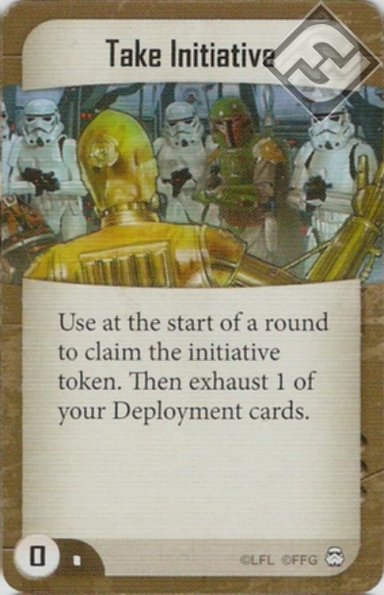 Take Initiative
Use at the start of a round
to claim the initiative
token. Then exhaust 1 of
your Deployment cards.
0
©LFL ©FFG